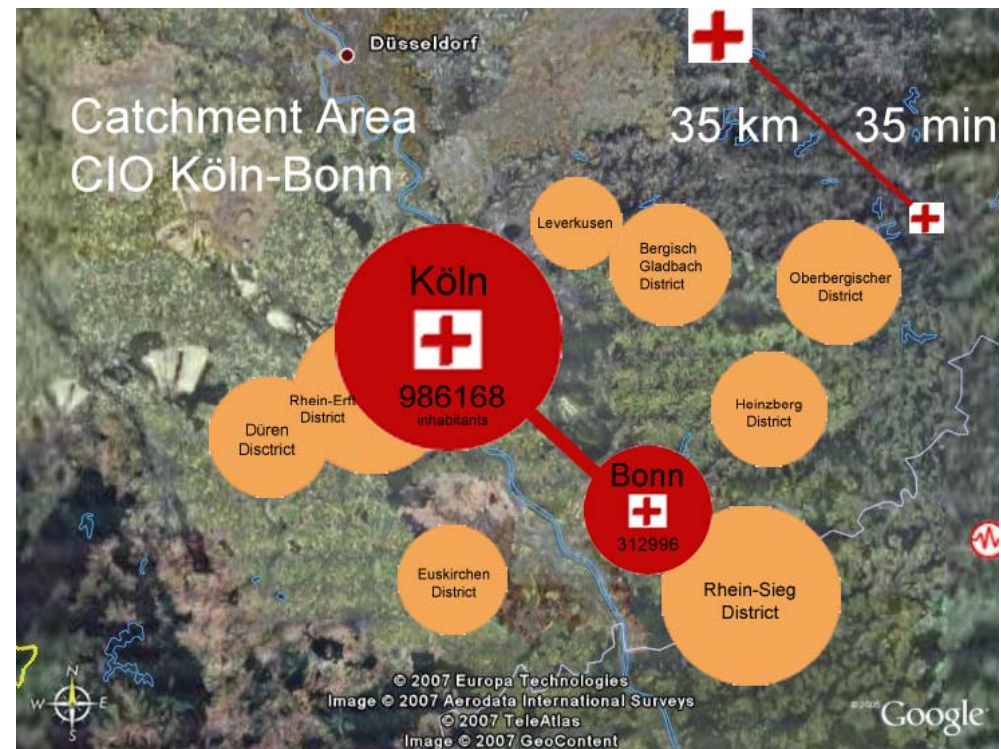 Düsseldorf
Catchment Area
CIO Köln-Bonn
35 km 35 min
Leverkusen
Bergisch
Gladbach
District
Oberbergischer
District
Köln
986168
inhabitants
Rhein-Erft
District
Düren
Disctrict
Heinzberg
District
Bonn
312996
Euskirchen
District
Rhein-Sieg
District
N
W E
S
© 2007 Europa Technologies
Image © 2007 Aerodata International Surveys
© 2007 TeleAtlas
Image © 2007 GeoContent
©2005 Google